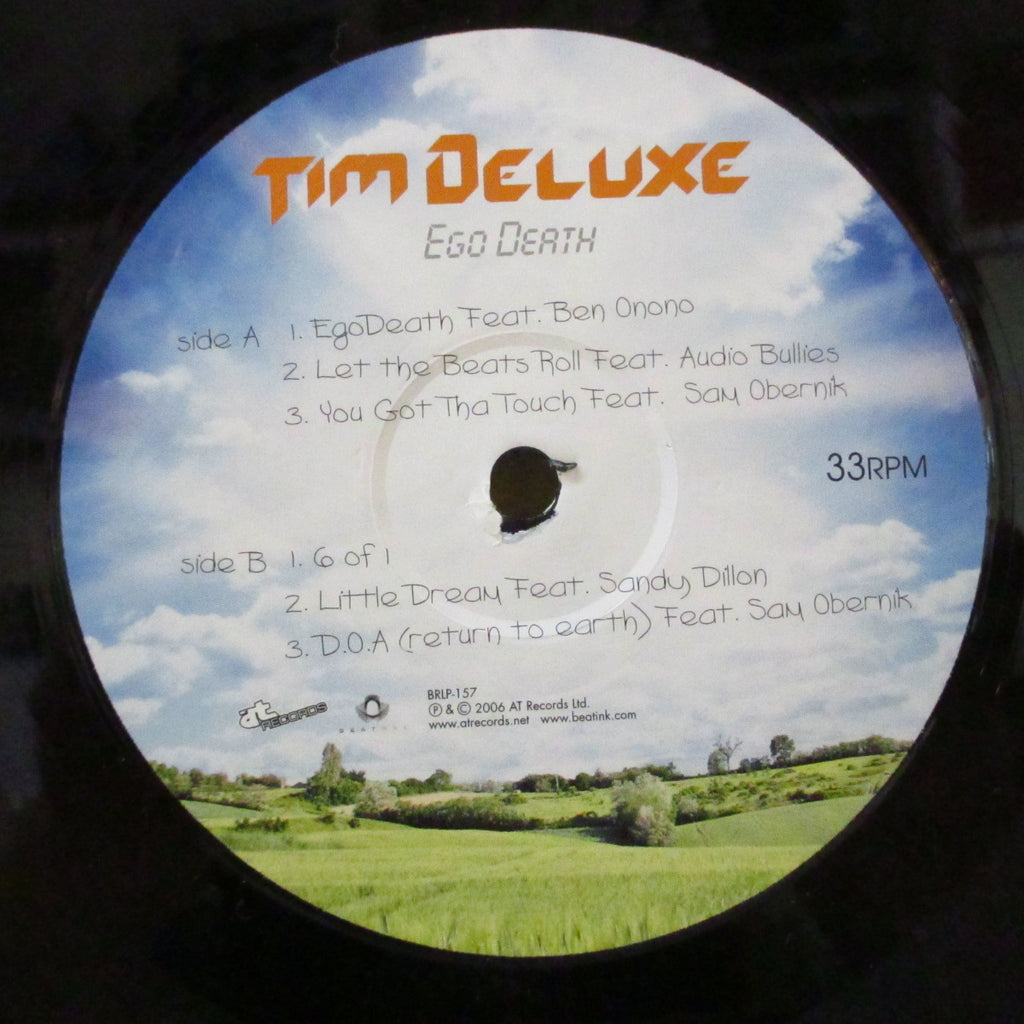 TIM DELUXE
EGO DEATH
side A 1. EgoDeath Feat. Ben Onono
2. Let the Beats Roll Feat. Audio Bullies
3. You Got Tha Touch Feat. Sam Obernik
33RPM
side B 1. 6 of 1
2. Little Dream Feat. Sandy Dillon
3. D.O.A (return to earth) Feat. Sam Obernik
at RECORDS
BRLP-157
℗ & © 2006 AT Records Ltd.
www.atrecords.net www.beatink.com